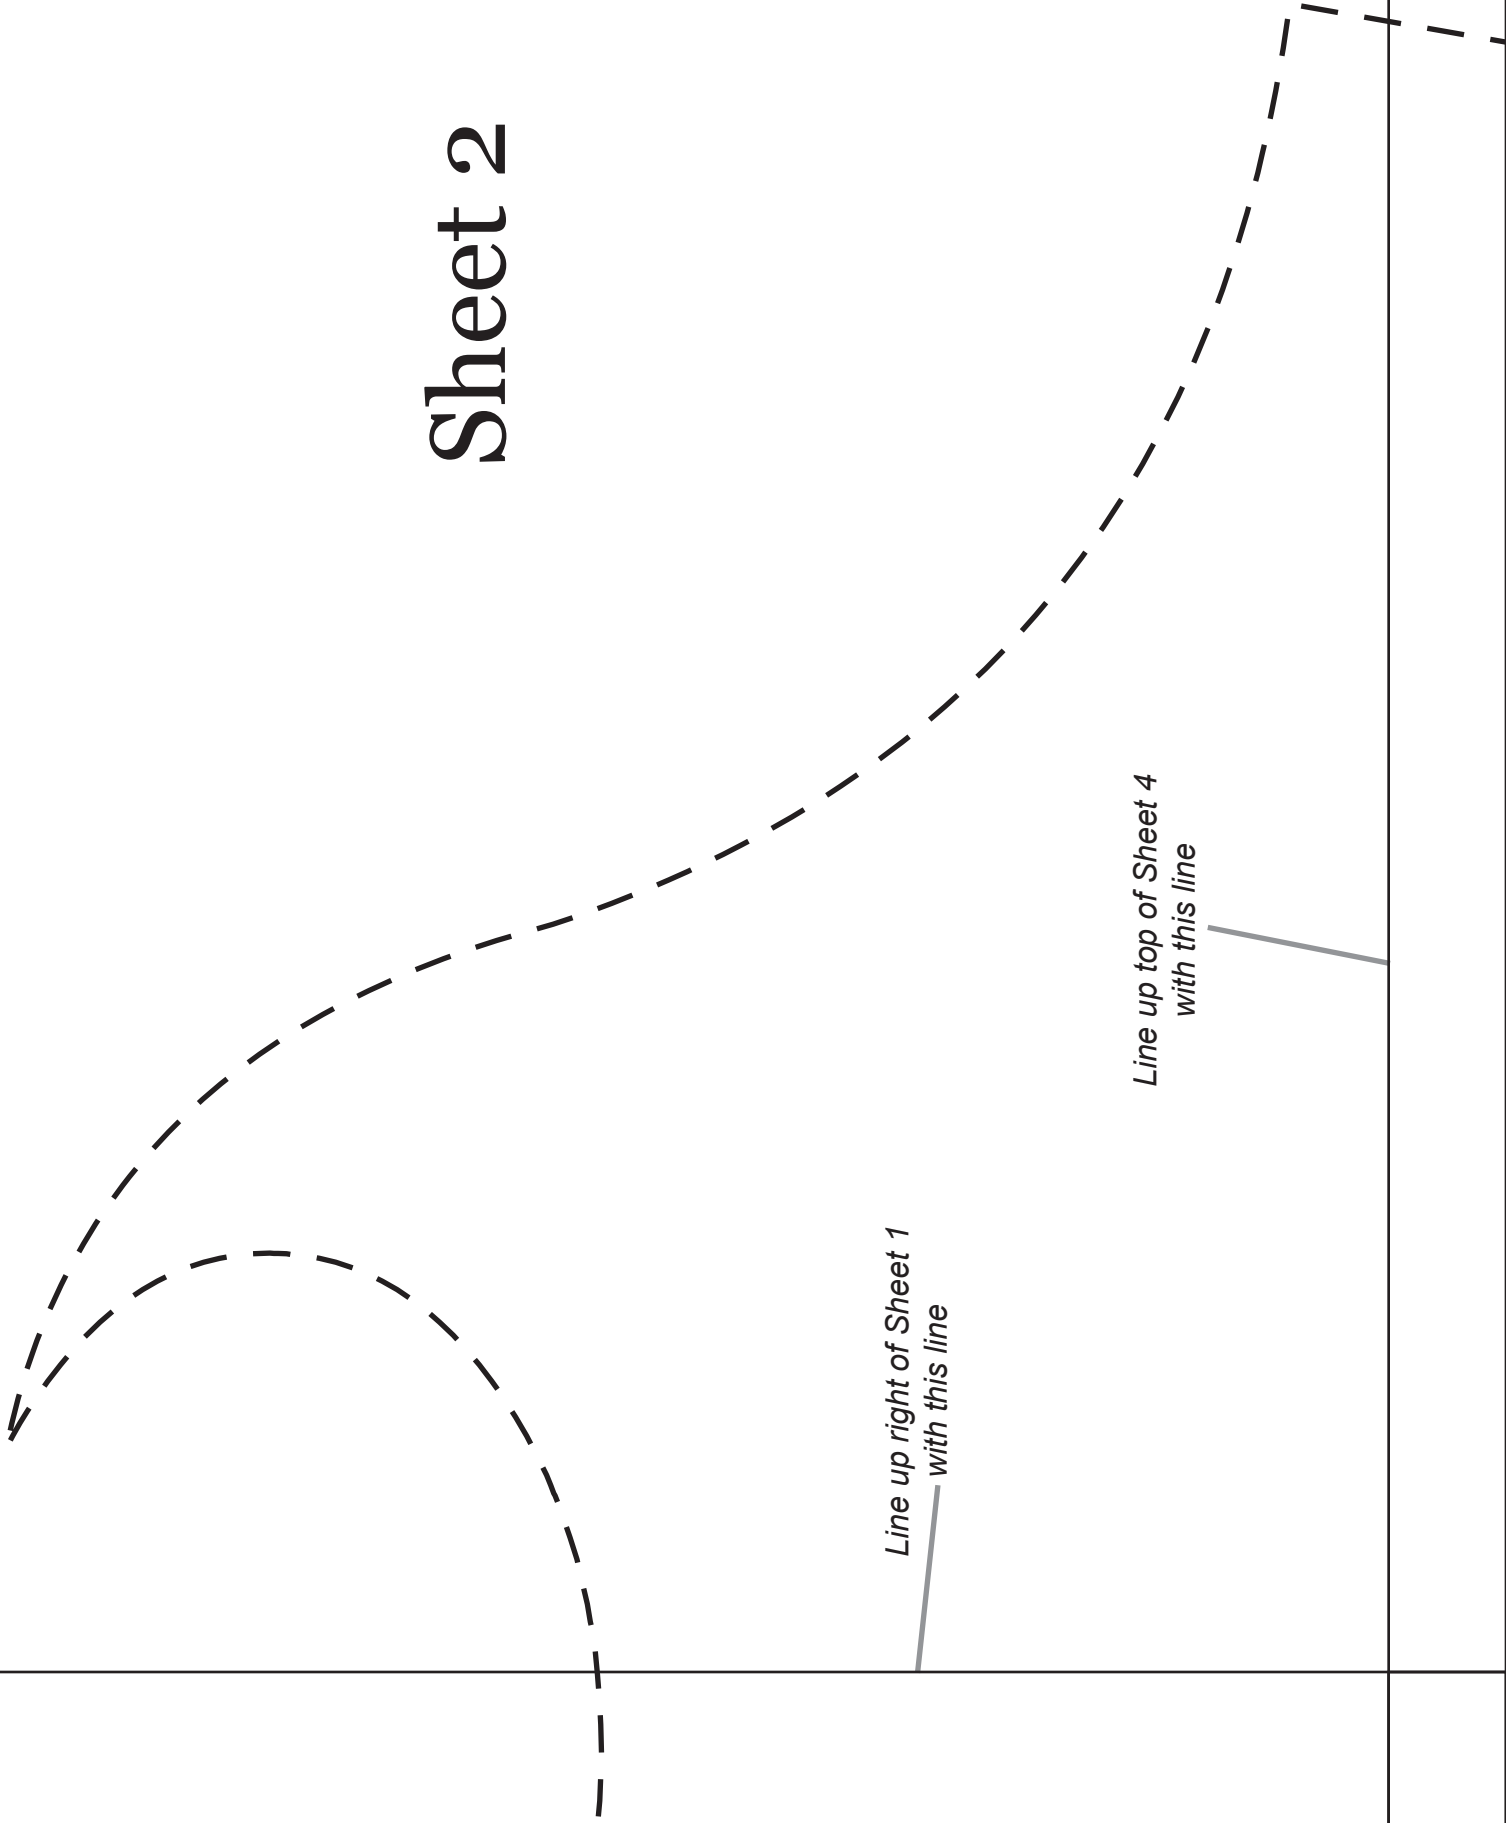 Sheet 2
Line up top of Sheet 4
with this line
Line up right of Sheet 1
with this line